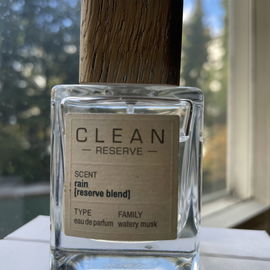 CLEAN
— RESERVE —
SCENT
rain
[reserve blend]
TYPE FAMILY
eau de parfum watery musk